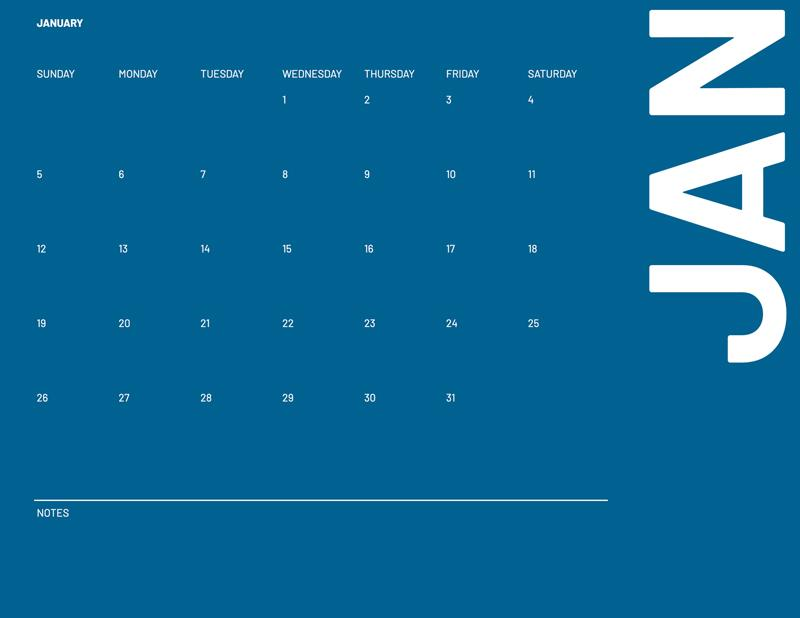 JANUARY
SUNDAY MONDAY TUESDAY WEDNESDAY THURSDAY FRIDAY SATURDAY
1 2 3 4
5 6 7 8 9 10 11
12 13 14 15 16 17 18
19 20 21 22 23 24 25
26 27 28 29 30 31
NOTES
JAN